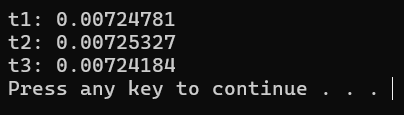 t1: 0.00724781
t2: 0.00725327
t3: 0.00724184
Press any key to continue . . .